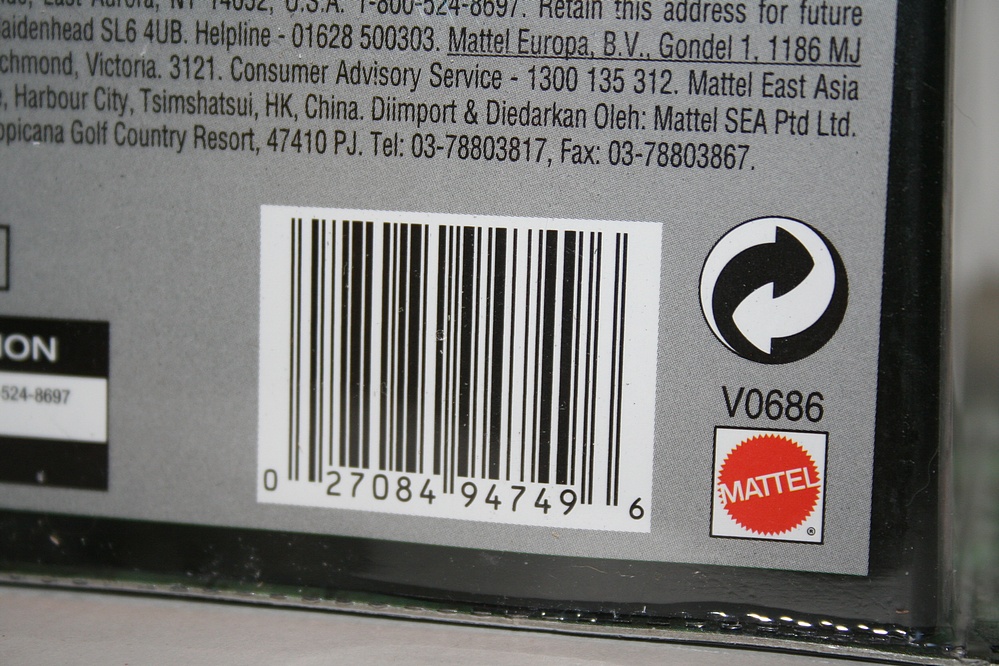 East Aurora, NY 14052, U.S.A. 1-800-524-8697. Retain this address for future
Maidenhead SL6 4UB. Helpline - 01628 500303. Mattel Europa, B.V., Gondel 1, 1186 MJ
Richmond, Victoria. 3121. Consumer Advisory Service - 1300 135 312. Mattel East Asia
, Harbour City, Tsimshatsui, HK, China. Diimport & Diedarkan Oleh: Mattel SEA Ptd Ltd.
opicana Golf Country Resort, 47410 PJ. Tel: 03-78803817, Fax: 03-78803867.
ION
-524-8697
0 27084 94749 6
V0686
MATTEL
®